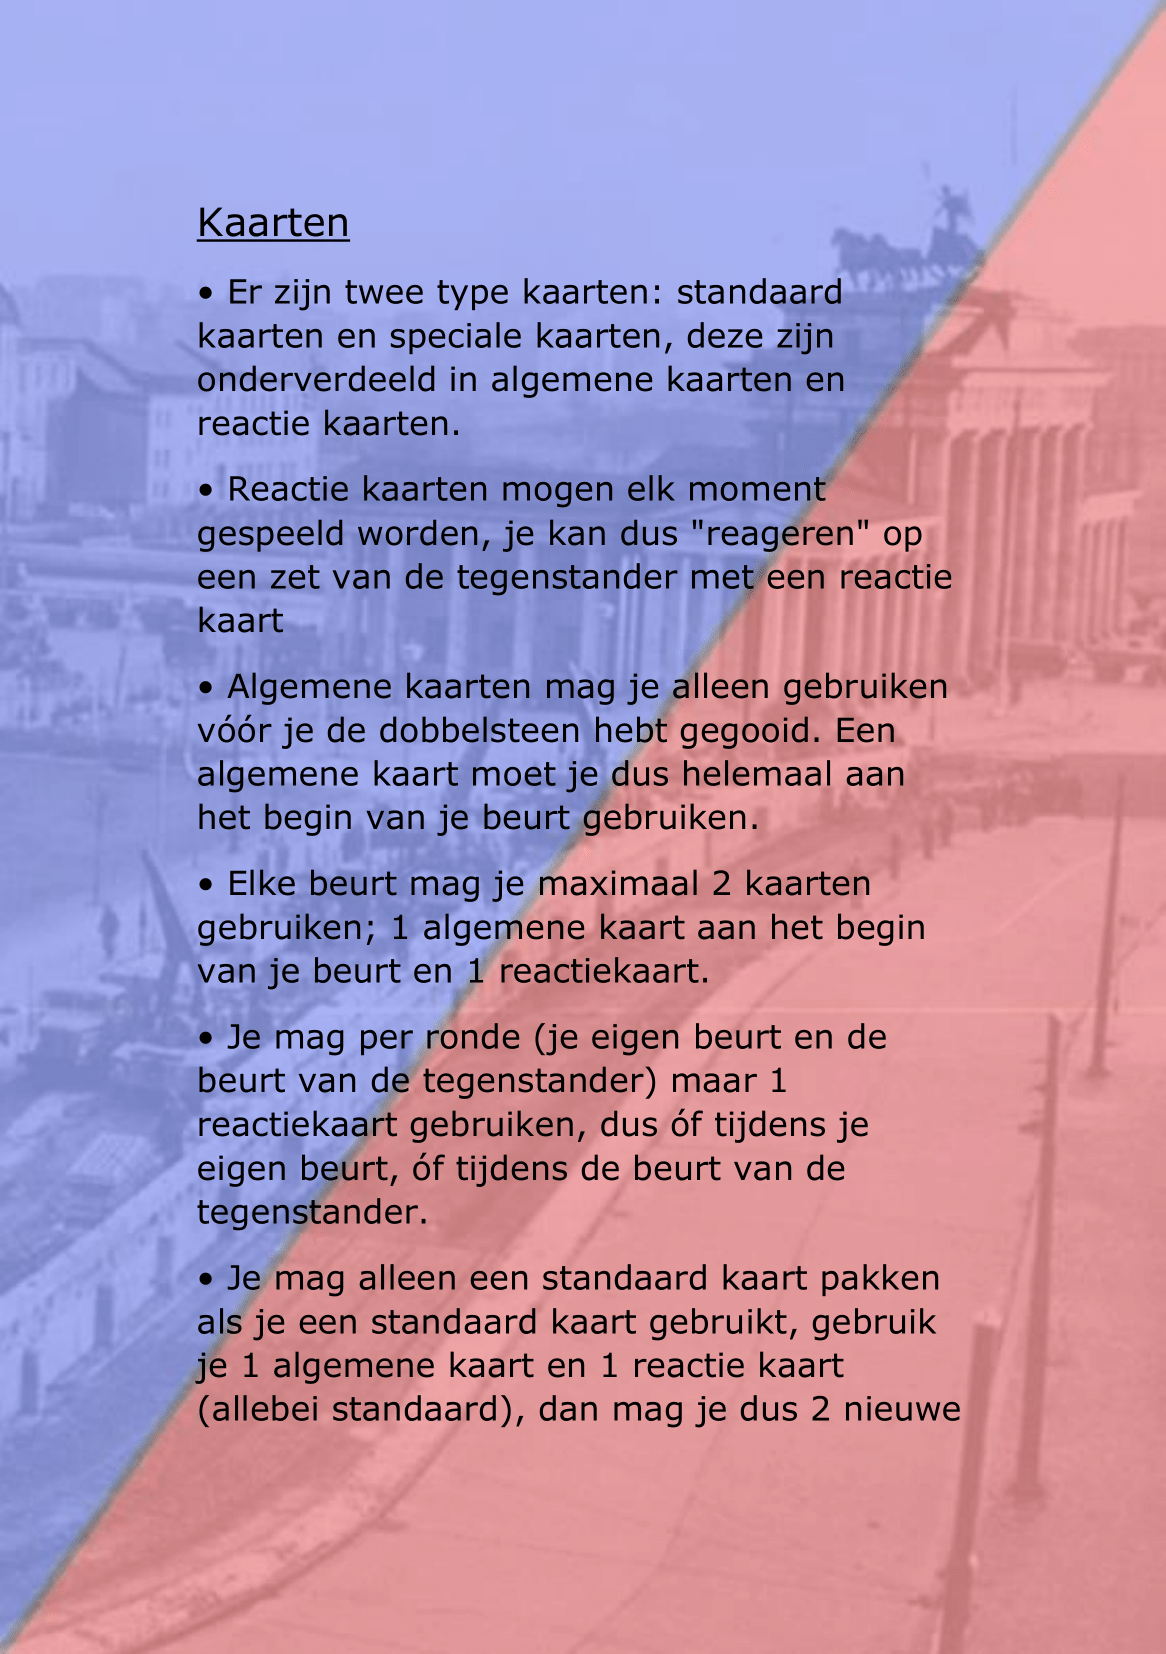 Kaarten
• Er zijn twee type kaarten: standaard
kaarten en speciale kaarten, deze zijn
onderverdeeld in algemene kaarten en
reactie kaarten.
• Reactie kaarten mogen elk moment
gespeeld worden, je kan dus "reageren" op
een zet van de tegenstander met een reactie
kaart
• Algemene kaarten mag je alleen gebruiken
vóór je de dobbelsteen hebt gegooid. Een
algemene kaart moet je dus helemaal aan
het begin van je beurt gebruiken.
• Elke beurt mag je maximaal 2 kaarten
gebruiken; 1 algemene kaart aan het begin
van je beurt en 1 reactiekaart.
• Je mag per ronde (je eigen beurt en de
beurt van de tegenstander) maar 1
reactiekaart gebruiken, dus óf tijdens je
eigen beurt, óf tijdens de beurt van de
tegenstander.
• Je mag alleen een standaard kaart pakken
als je een standaard kaart gebruikt, gebruik
je 1 algemene kaart en 1 reactie kaart
(allebei standaard), dan mag je dus 2 nieuwe